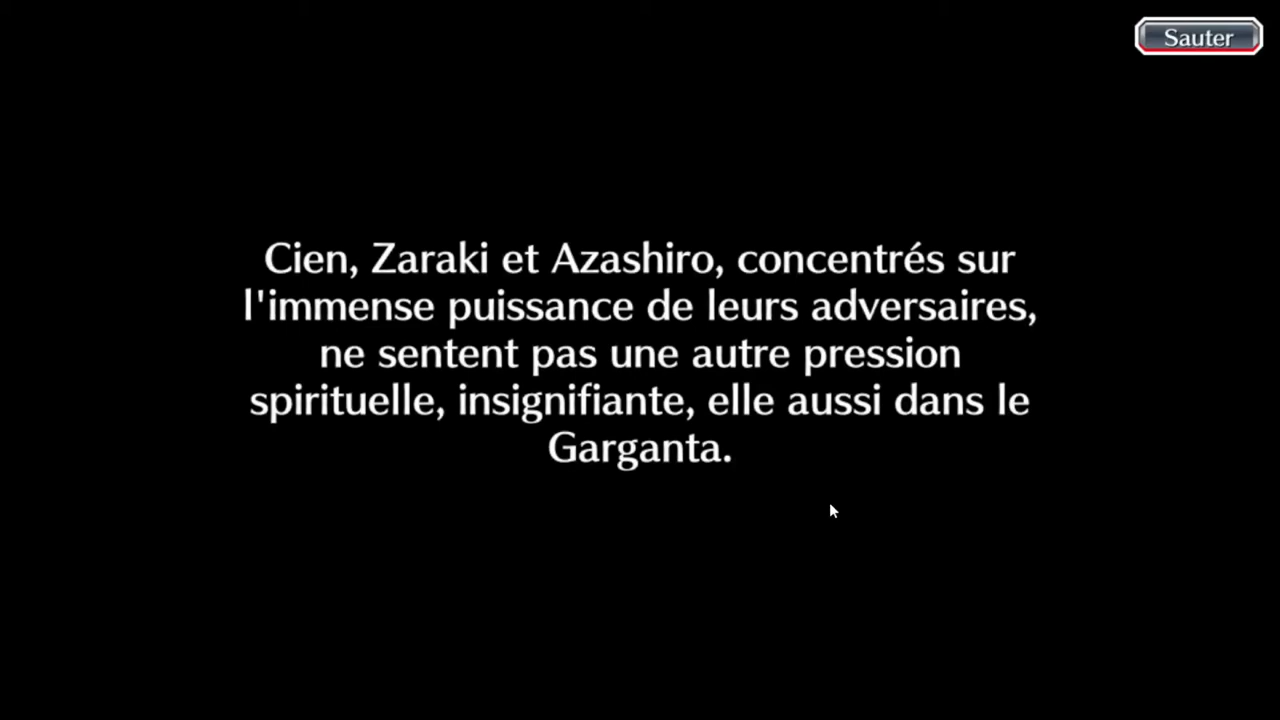 Sauter
Cien, Zaraki et Azashiro, concentrés sur
l'immense puissance de leurs adversaires,
ne sentent pas une autre pression
spirituelle, insignifiante, elle aussi dans le
Garganta.